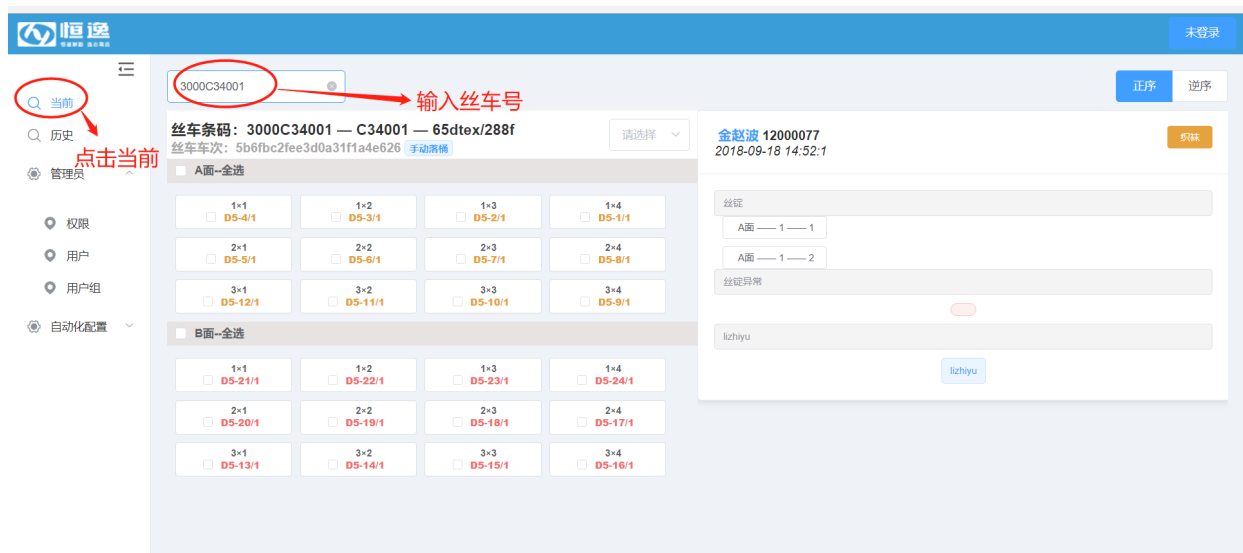 恒逸
未登录
当前
3000C34001
输入丝车号
正序
逆序
点击当前
历史
管理员
权限
用户
用户组
自动化配置
丝车条码：3000C34001 — C34001 — 65dtex/288f
丝车车次：5b6fbc2fee3d0a31f1a4e626 手动落桶
请选择
A面--全选
1×1 1×2 1×3 1×4
D5-4/1 D5-3/1 D5-2/1 D5-1/1
2×1 2×2 2×3 2×4
D5-5/1 D5-6/1 D5-7/1 D5-8/1
3×1 3×2 3×3 3×4
D5-12/1 D5-11/1 D5-10/1 D5-9/1
B面--全选
1×1 1×2 1×3 1×4
D5-21/1 D5-22/1 D5-23/1 D5-24/1
2×1 2×2 2×3 2×4
D5-20/1 D5-19/1 D5-18/1 D5-17/1
3×1 3×2 3×3 3×4
D5-13/1 D5-14/1 D5-15/1 D5-16/1
金赵波 12000077
2018-09-18 14:52:1
织袜
丝锭
A面 —— 1 —— 1
A面 —— 1 —— 2
丝锭异常
lizhiyu
lizhiyu